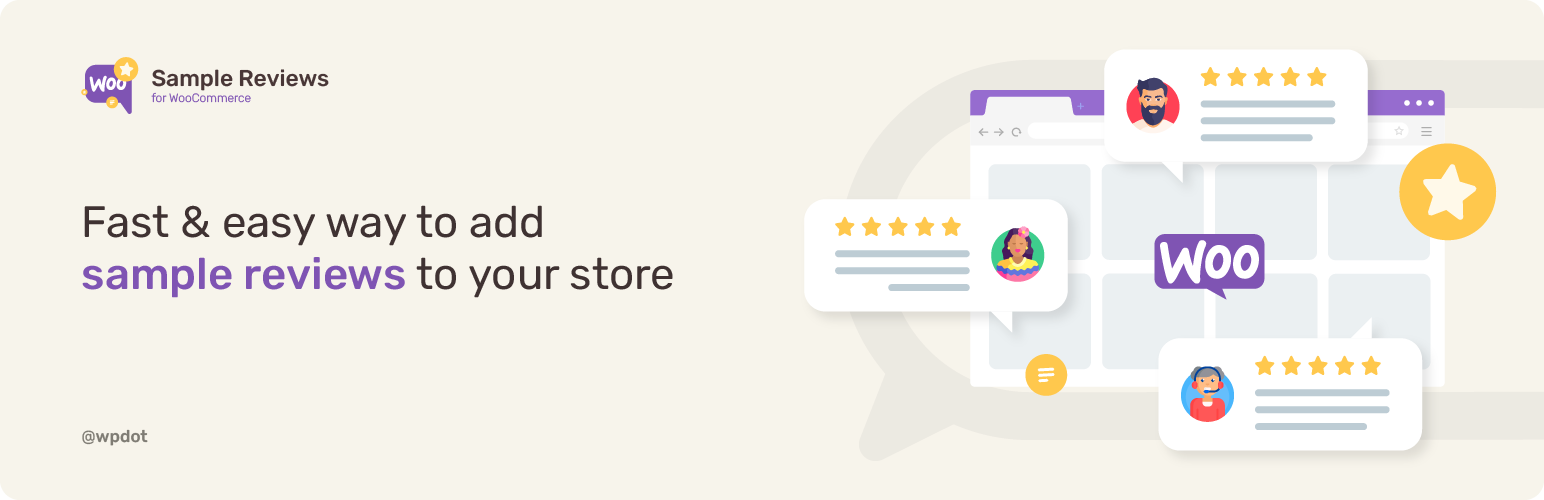 Woo
Sample Reviews
for WooCommerce
Fast & easy way to add
sample reviews to your store
Woo
@wpdot